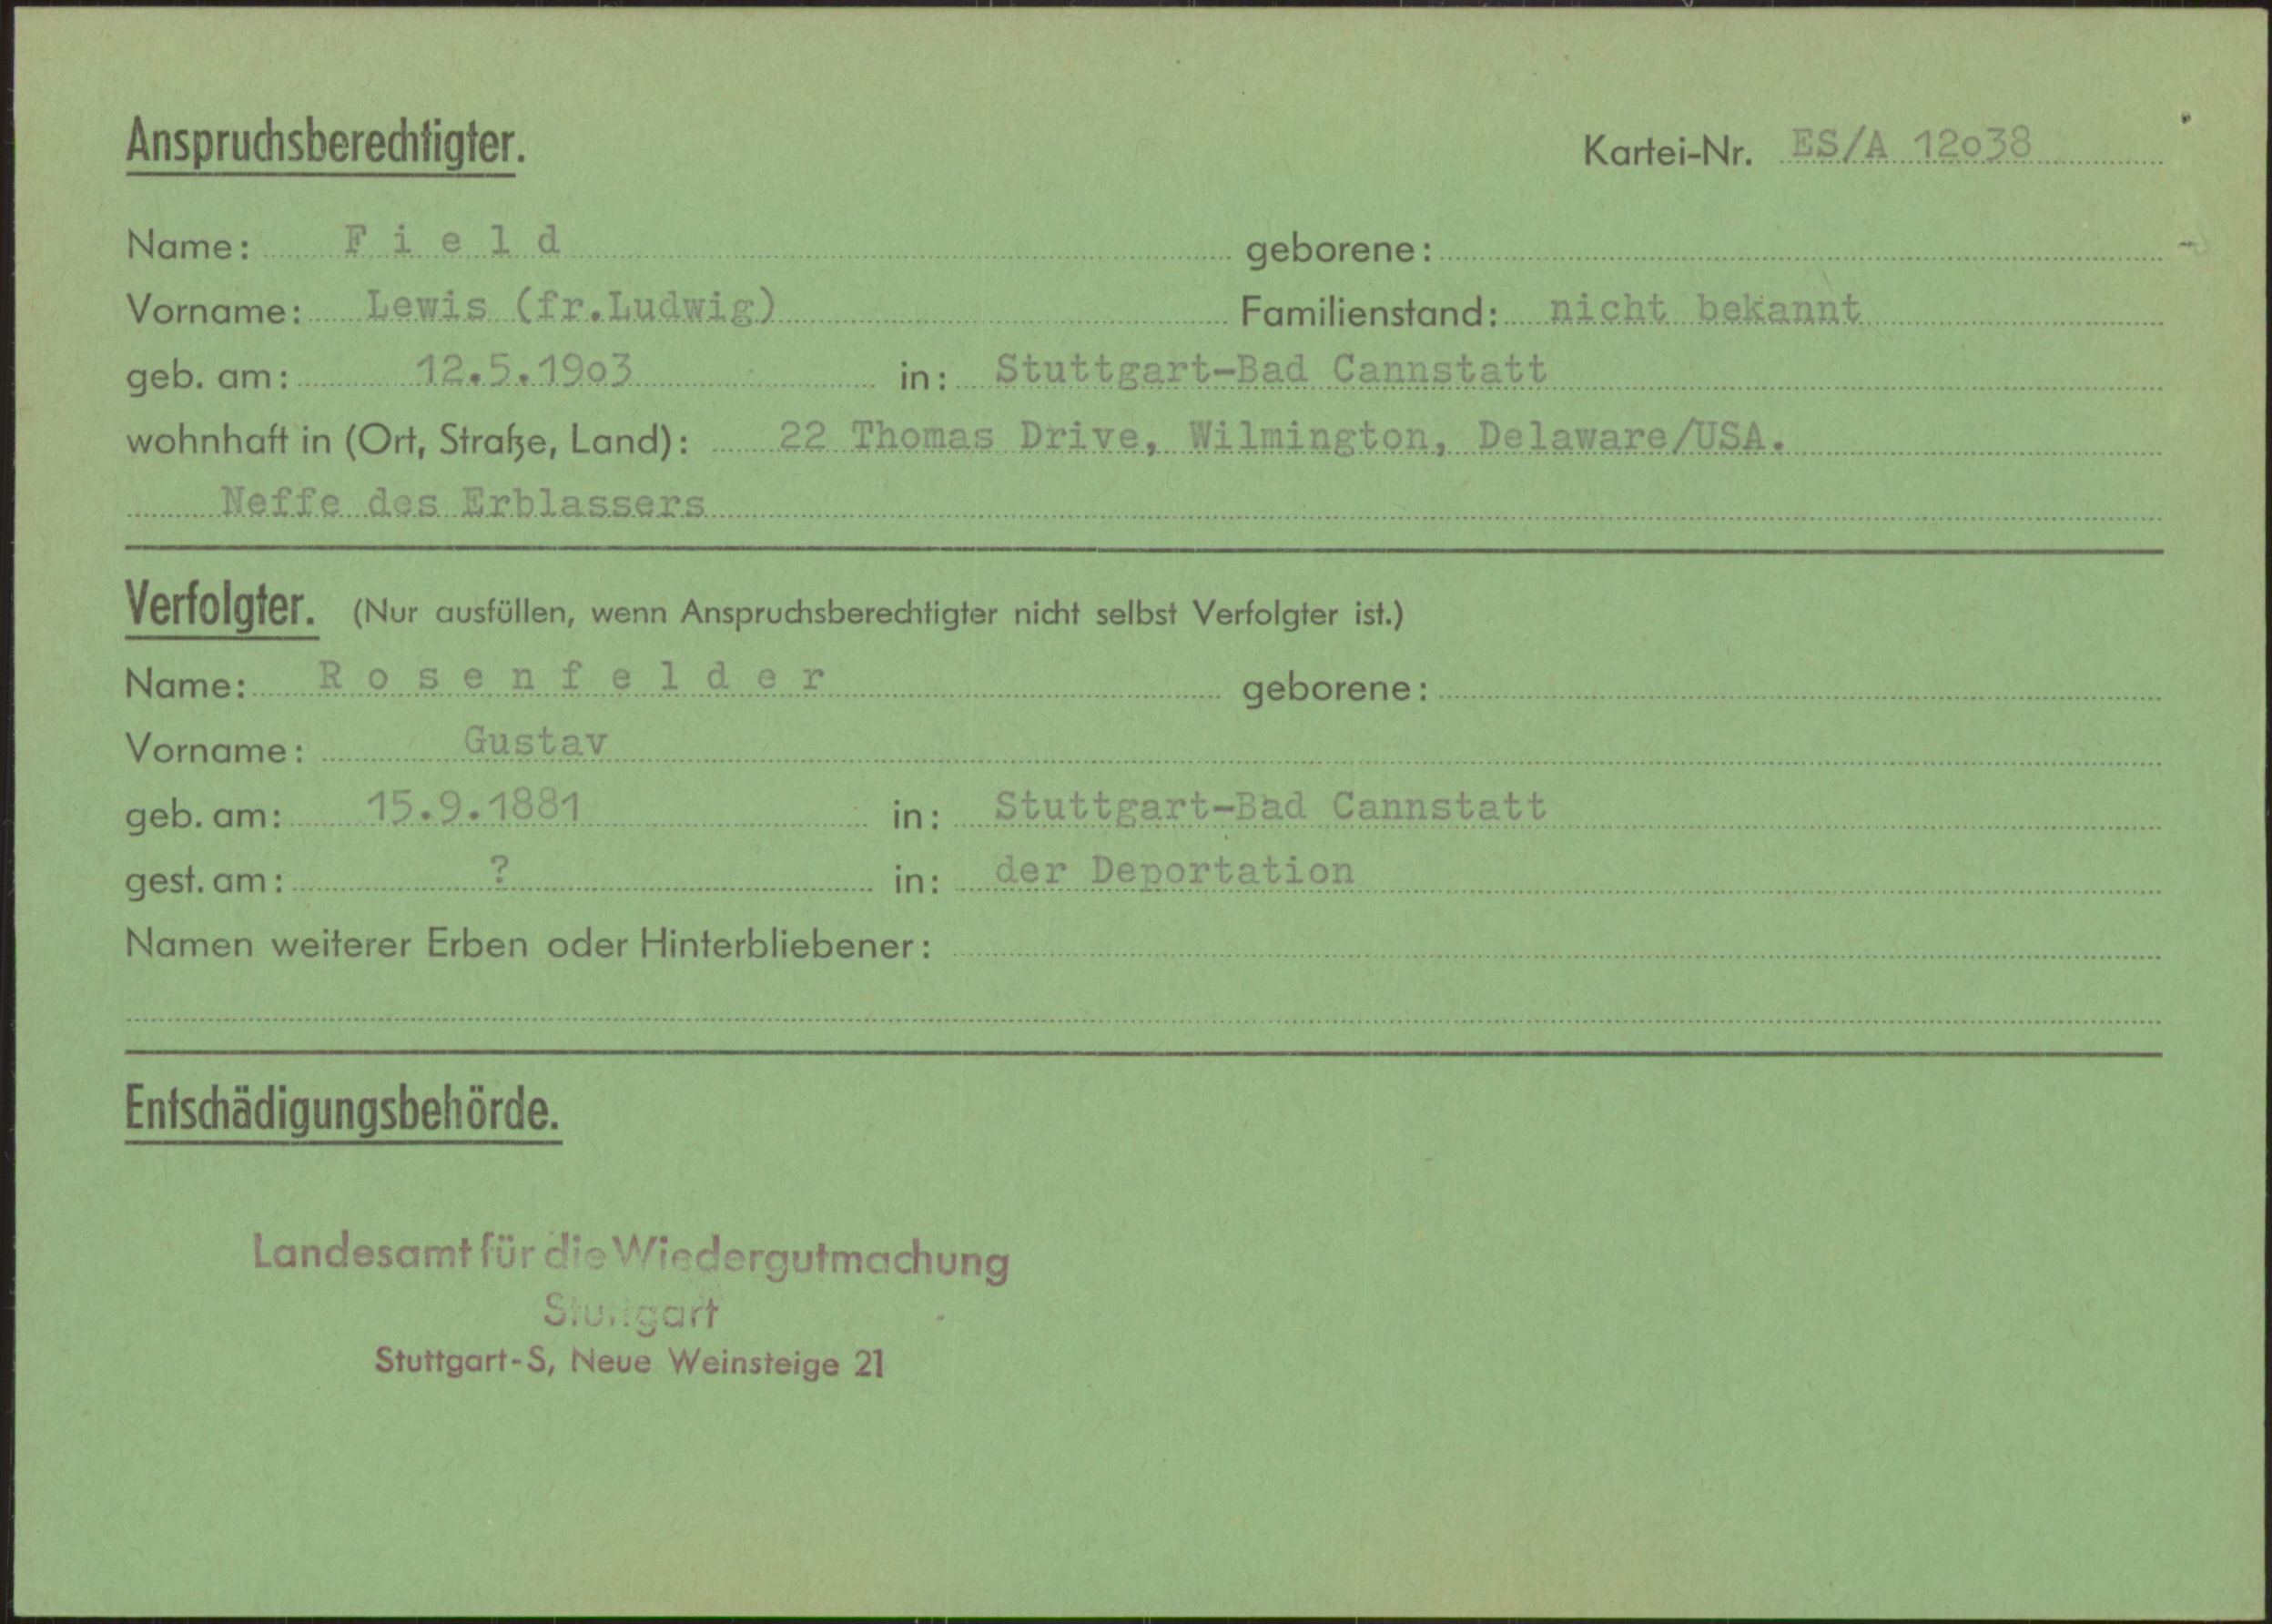 Anspruchsberechtigter.
Kartei-Nr. ES/A 12o38
Name: F i e l d geborene:
Vorname: Lewis (fr.Ludwig) Familienstand: nicht bekannt
geb. am: 12.5.19o3 in: Stuttgart-Bad Cannstatt
wohnhaft in (Ort, Straße, Land): 22 Thomas Drive, Wilmington, Delaware/USA.
Neffe des Erblassers
Verfolgter. (Nur ausfüllen, wenn Anspruchsberechtigter nicht selbst Verfolgter ist.)
Name: R o s e n f e l d e r geborene:
Vorname: Gustav
geb. am: 15.9.1881 in: Stuttgart-Bad Cannstatt
gest. am: ? in: der Deportation
Namen weiterer Erben oder Hinterbliebener:
Entschädigungsbehörde.
Landesamt für die Wiedergutmachung
Stuttgart
Stuttgart-S, Neue Weinsteige 21